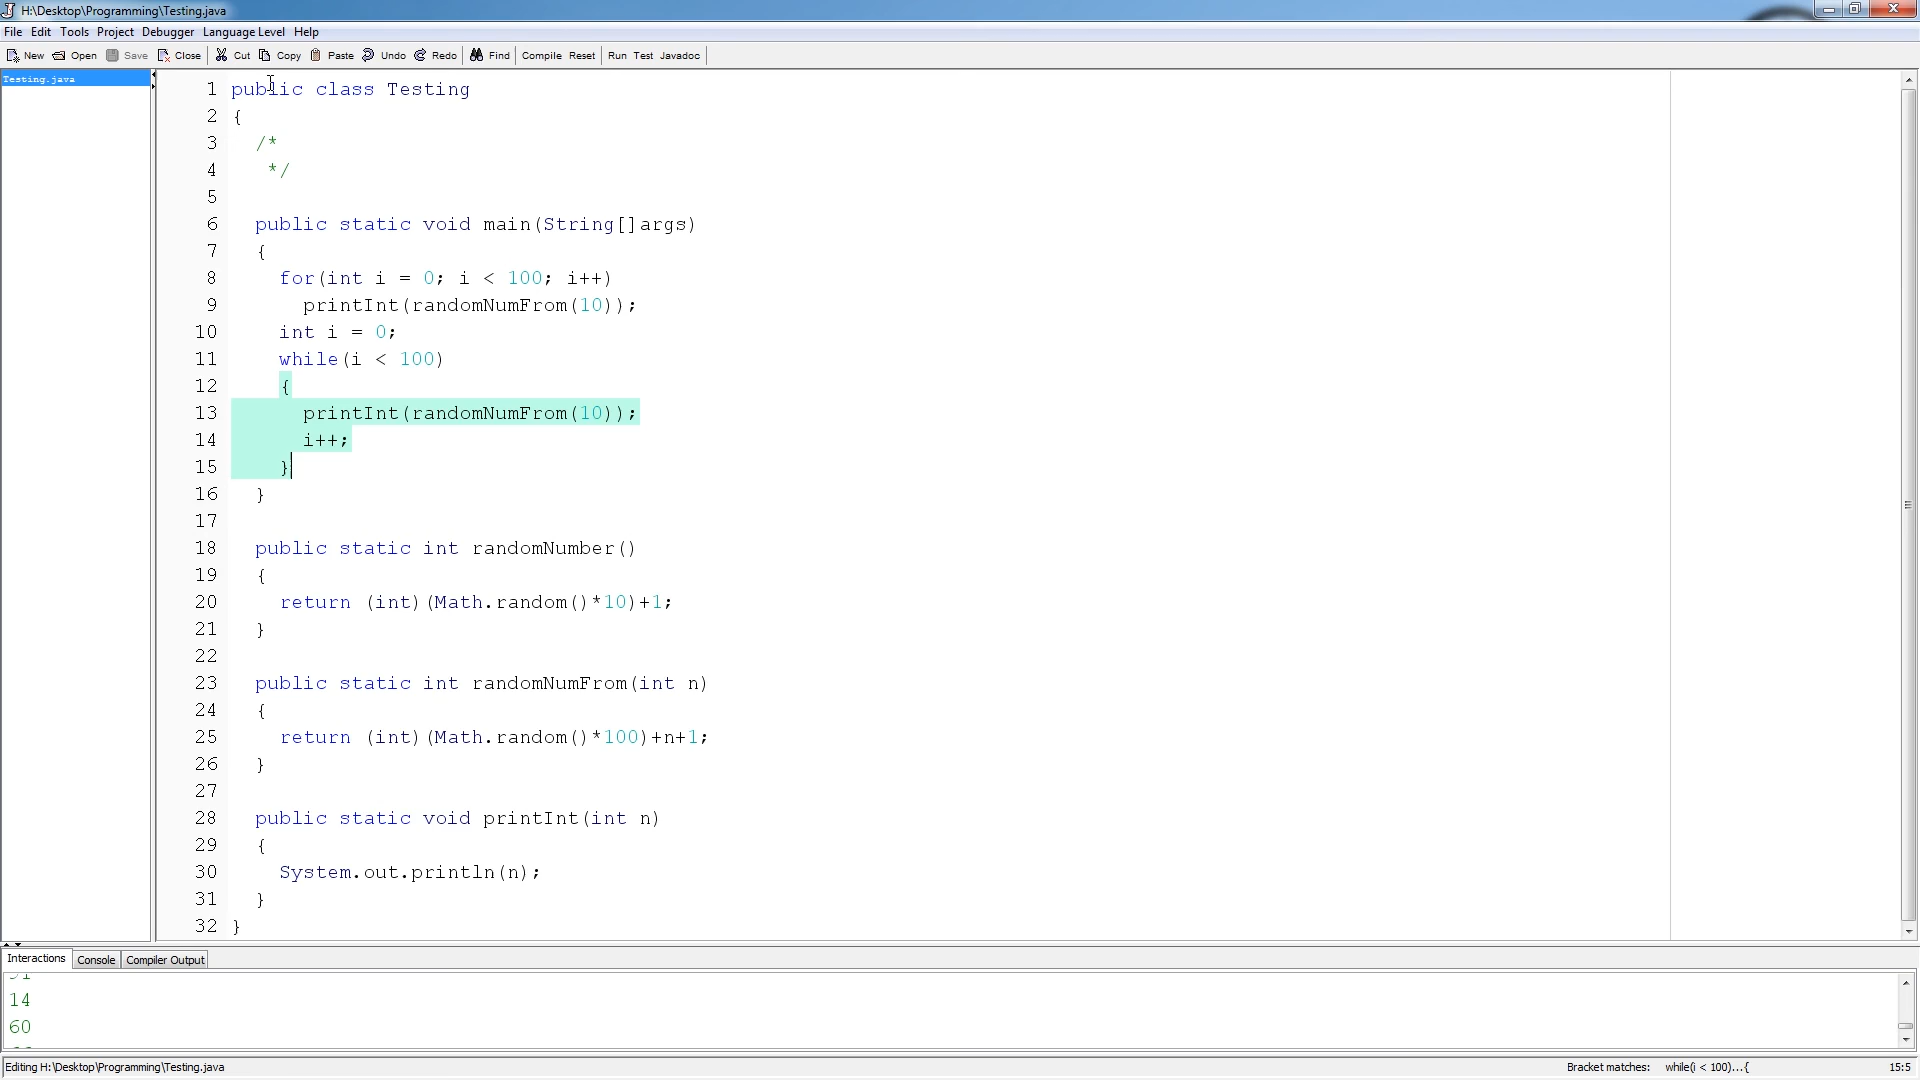 H:\Desktop\Programming\Testing.java
File Edit Tools Project Debugger Language Level Help
New Open Save Close Cut Copy Paste Undo Redo Find Compile Reset Run Test Javadoc
Testing.java
1 public class Testing
2 {
3   /*
4    */
5
6   public static void main(String[]args)
7   {
8     for(int i = 0; i < 100; i++)
9       printInt(randomNumFrom(10));
10     int i = 0;
11     while(i < 100)
12     {
13       printInt(randomNumFrom(10));
14       i++;
15     }
16   }
17
18   public static int randomNumber()
19   {
20     return (int)(Math.random()*10)+1;
21   }
22
23   public static int randomNumFrom(int n)
24   {
25     return (int)(Math.random()*100)+n+1;
26   }
27
28   public static void printInt(int n)
29   {
30     System.out.println(n);
31   }
32 }
Interactions Console Compiler Output
14
60
Editing H:\Desktop\Programming\Testing.java Bracket matches: while(i < 100)...{ 15:5